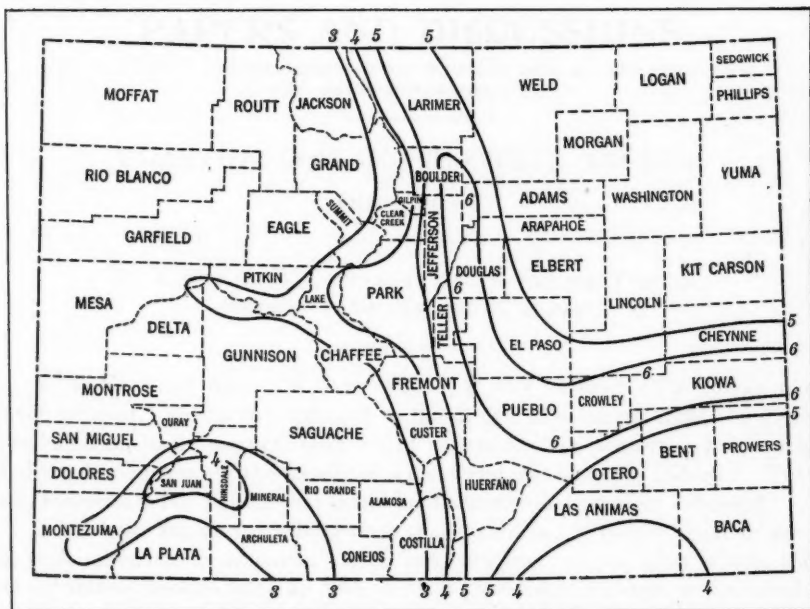 3 4 5 5
MOFFAT
ROUTT
JACKSON
LARIMER
WELD
LOGAN
SEDGWICK
PHILLIPS
MORGAN
RIO BLANCO
GRAND
BOULDER
YUMA
GILPIN
6
ADAMS
WASHINGTON
GARFIELD
EAGLE
SUMMIT
CLEAR
CREEK
JEFFERSON
ARAPAHOE
MESA
PITKIN
LAKE
PARK
DOUGLAS
ELBERT
LINCOLN
KIT CARSON
6
DELTA
GUNNISON
CHAFFEE
TELLER
EL PASO
CHEYNNE
5
6
MONTROSE
FREMONT
PUEBLO
CROWLEY
6
KIOWA
6
5
OURAY
SAN MIGUEL
SAGUACHE
CUSTER
6
OTERO
BENT
PROWERS
DOLORES
4
SAN JUAN
HINSDALE
MINERAL
RIO GRANDE
ALAMOSA
HUERFANO
LAS ANIMAS
BACA
MONTEZUMA
LA PLATA
ARCHULETA
CONEJOS
COSTILLA
3 3 3 4 5 5 4 4